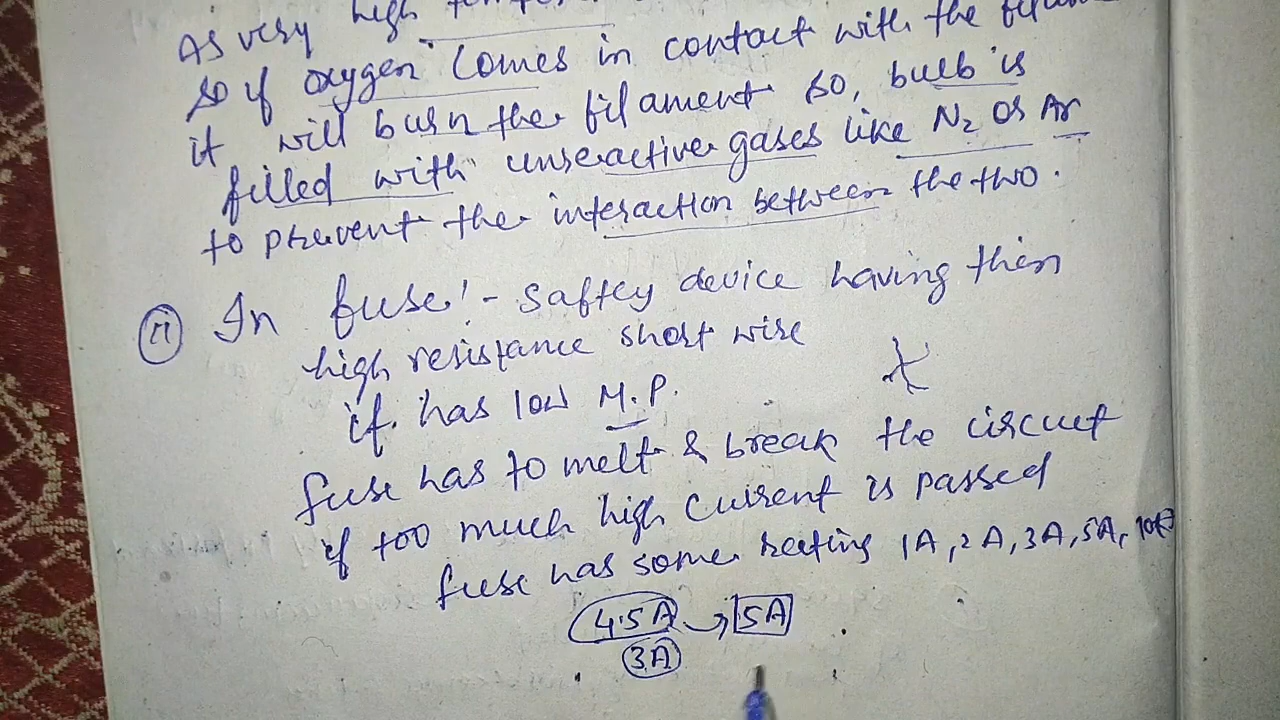 As very high
so if oxygen comes in contact with the
it will burn the filament so, bulb is
filled with unreactive gases like N₂ or Ar
to prevent the interaction between the two.
(11) In fuse:- Saftey device having thin
high resistance short wire
it has low M.P.
fuse has to melt & break the circuit
if too much high current is passed
fuse has some rating 1A, 2A, 3A, 5A, 10A
4.5A → 5A
3A